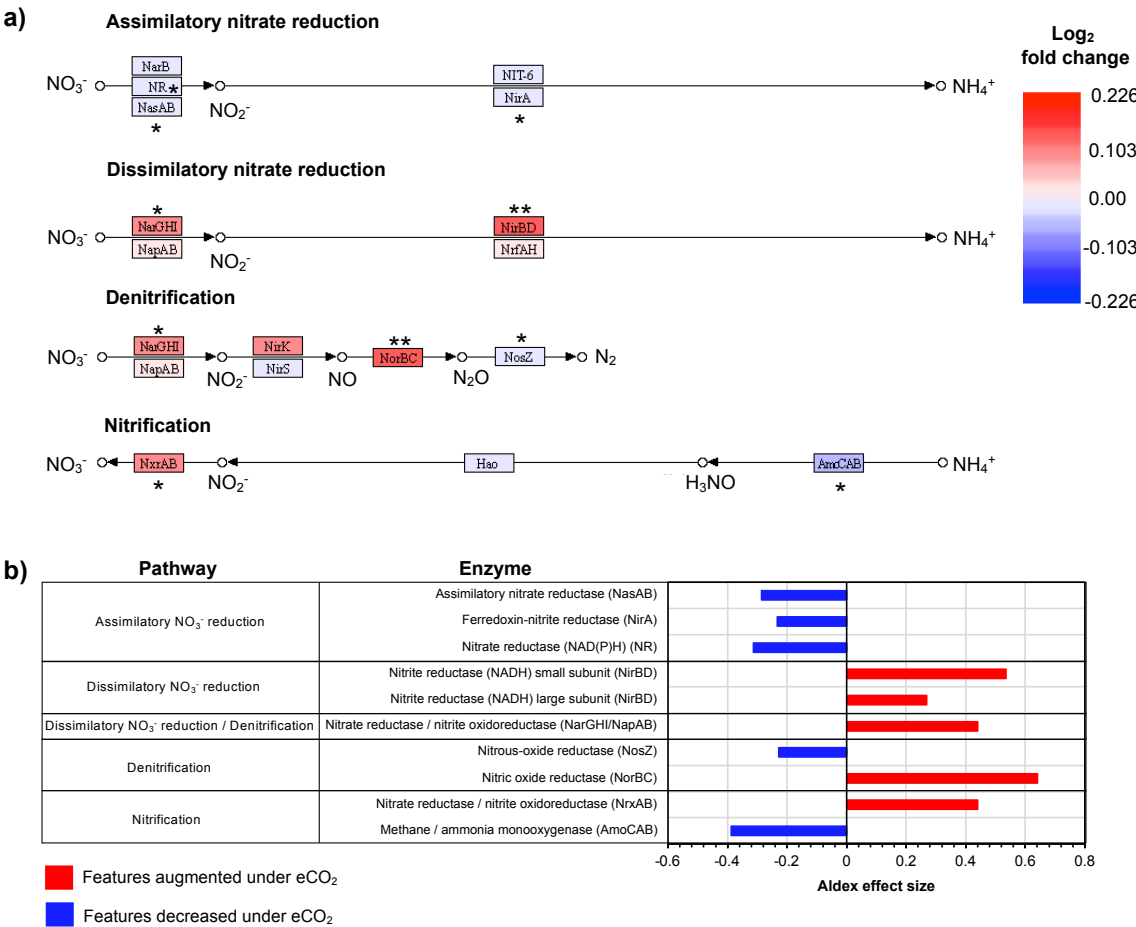 a)
Assimilatory nitrate reduction
NO₃⁻
NarB
NR*
NasAB
*
NO₂⁻
NIT-6
NirA
*
NH₄⁺
Dissimilatory nitrate reduction
NO₃⁻
*
NarGHI
NapAB
NO₂⁻
**
NirBD
NrfAH
NH₄⁺
Denitrification
NO₃⁻
*
NarGHI
NapAB
NO₂⁻
NirK
NirS
NO
**
NorBC
N₂O
*
NosZ
N₂
Nitrification
NO₃⁻
NxrAB
*
NO₂⁻
Hao
H₃NO
AmoCAB
*
NH₄⁺
Log₂
fold change
0.226
0.103
0.00
-0.103
-0.226
b)
Pathway Enzyme
Assimilatory NO₃⁻ reduction
Assimilatory nitrate reductase (NasAB)
Ferredoxin-nitrite reductase (NirA)
Nitrate reductase (NAD(P)H) (NR)
Dissimilatory NO₃⁻ reduction
Nitrite reductase (NADH) small subunit (NirBD)
Nitrite reductase (NADH) large subunit (NirBD)
Dissimilatory NO₃⁻ reduction / Denitrification
Nitrate reductase / nitrite oxidoreductase (NarGHI/NapAB)
Denitrification
Nitrous-oxide reductase (NosZ)
Nitric oxide reductase (NorBC)
Nitrification
Nitrate reductase / nitrite oxidoreductase (NrxAB)
Methane / ammonia monooxygenase (AmoCAB)
-0.6 -0.4 -0.2 0 0.2 0.4 0.6 0.8
Aldex effect size
Features augmented under eCO₂
Features decreased under eCO₂